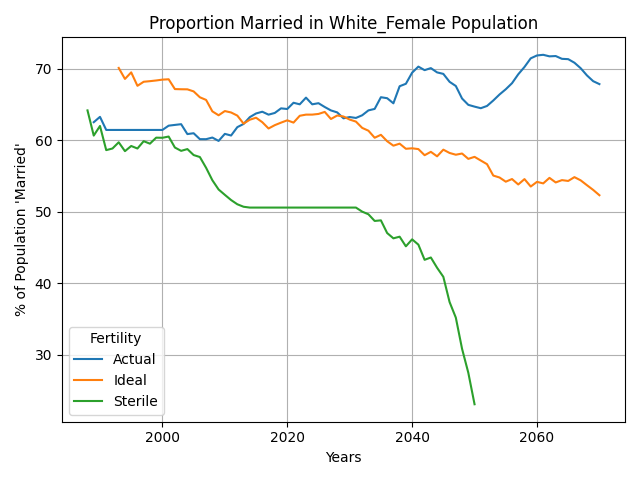 Proportion Married in White_Female Population
% of Population 'Married'
70
60
50
40
30
Fertility
Actual
Ideal
Sterile
2000 2020 2040 2060
Years